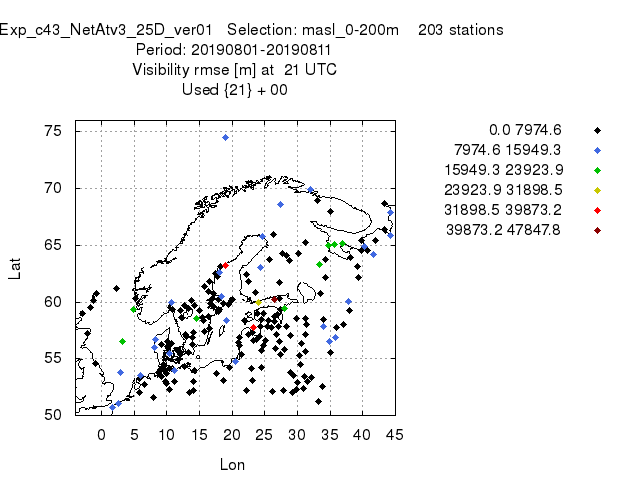 Exp_c43_NetAtv3_25D_ver01   Selection: masl_0-200m    203 stations
Period: 20190801-20190811
Visibility rmse [m] at  21 UTC
Used {21} + 00
0.0 7974.6
7974.6 15949.3
15949.3 23923.9
23923.9 31898.5
31898.5 39873.2
39873.2 47847.8
75
70
65
60
55
50
Lat
0 5 10 15 20 25 30 35 40 45
Lon